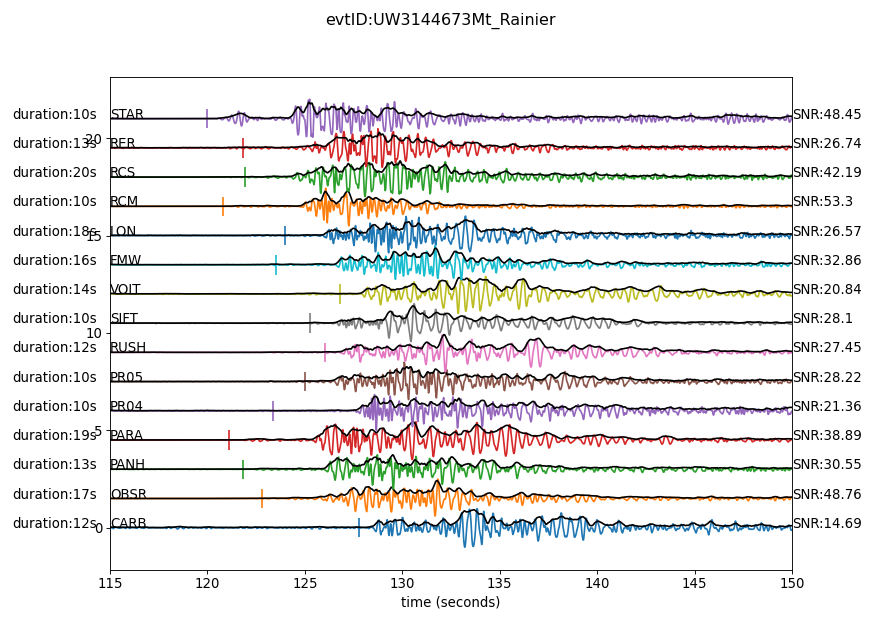 evtID:UW3144673Mt_Rainier
duration:10s STAR SNR:48.45
20
duration:13s RER SNR:26.74
duration:20s RCS SNR:42.19
duration:10s RCM SNR:53.3
duration:18s LON SNR:26.57
15
duration:16s FMW SNR:32.86
duration:14s VOIT SNR:20.84
duration:10s SIFT SNR:28.1
10
duration:12s RUSH SNR:27.45
duration:10s PR05 SNR:28.22
duration:10s PR04 SNR:21.36
5
duration:19s PARA SNR:38.89
duration:13s PANH SNR:30.55
duration:17s OBSR SNR:48.76
duration:12s CARB SNR:14.69
0
115 120 125 130 135 140 145 150
time (seconds)